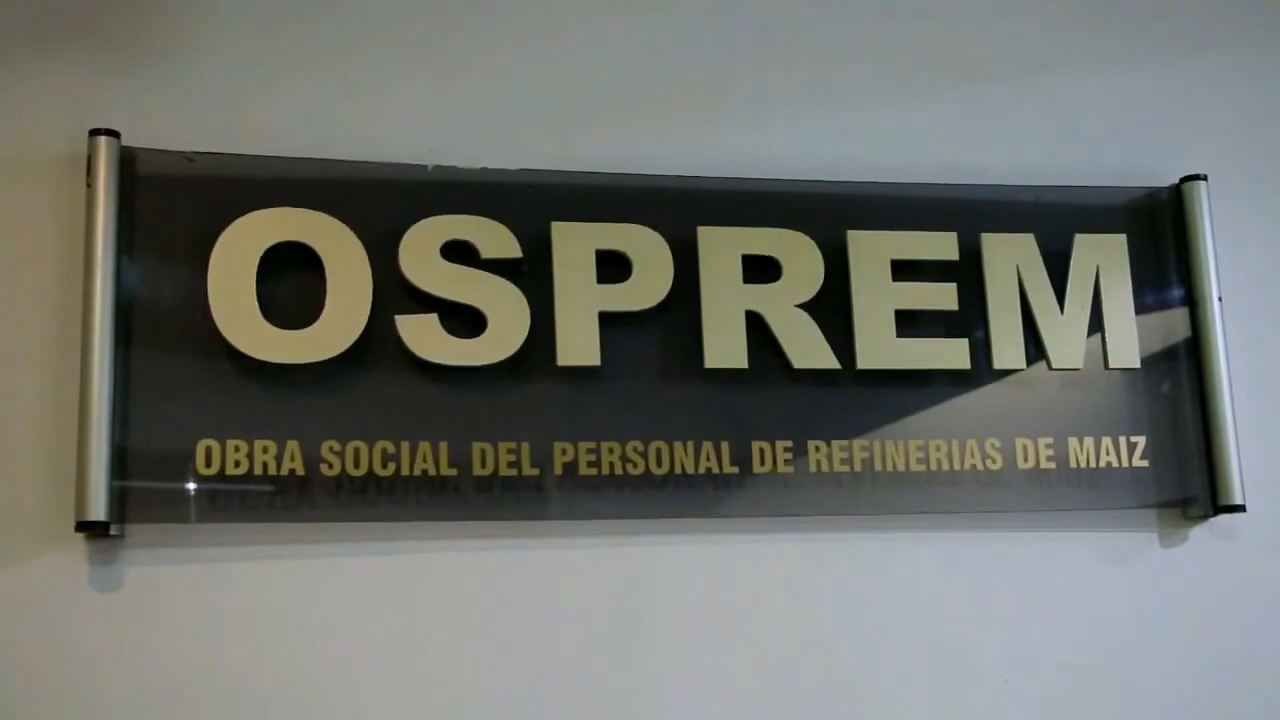 OSPREM
OBRA SOCIAL DEL PERSONAL DE REFINERIAS DE MAIZ